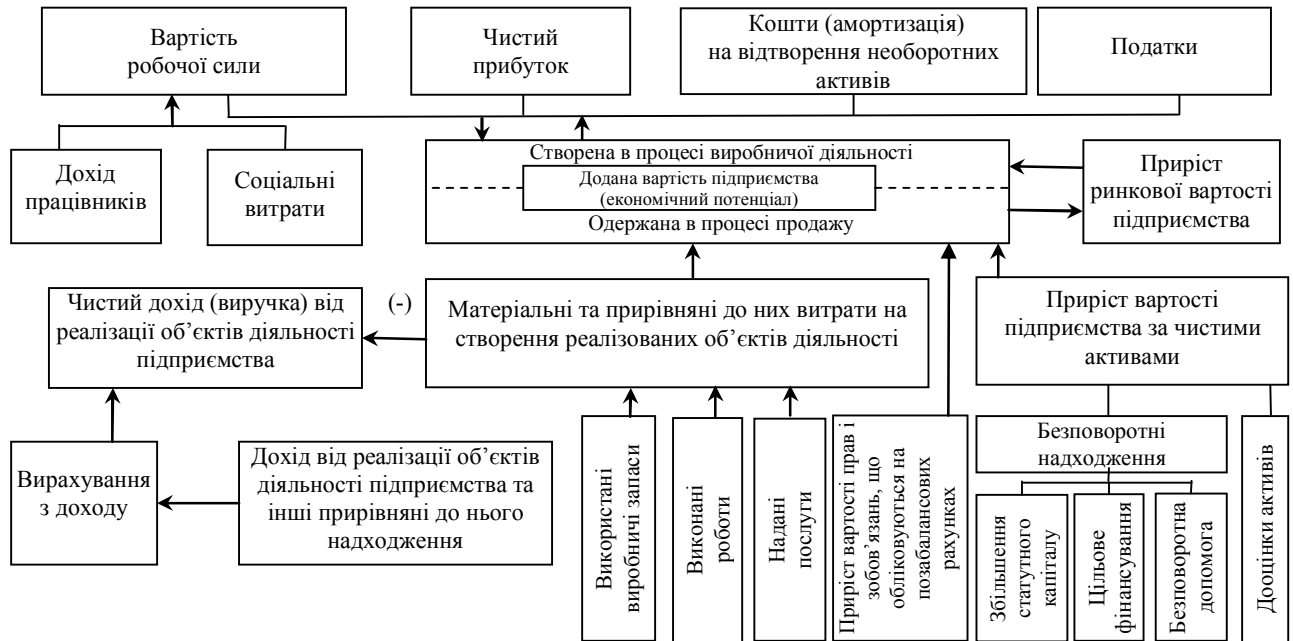 Вартість
робочої сили
Чистий
прибуток
Кошти (амортизація)
на відтворення необоротних
активів
Податки
Дохід
працівників
Соціальні
витрати
Створена в процесі виробничої діяльності
Додана вартість підприємства
(економічний потенціал)
Одержана в процесі продажу
Приріст
ринкової вартості
підприємства
Чистий дохід (виручка) від
реалізації об’єктів діяльності
підприємства
(-)
Матеріальні та прирівняні до них витрати на
створення реалізованих об’єктів діяльності
Приріст вартості
підприємства за чистими
активами
Вирахування
з доходу
Дохід від реалізації об’єктів
діяльності підприємства та
інші прирівняні до нього
надходження
Використані
виробничі запаси
Виконані
роботи
Надані
послуги
Приріст вартості прав і
зобов’язань, що
обліковуються на
позабалансових
рахунках
Безповоротні
надходження
Збільшення
статутного
капіталу
Цільове
фінансування
Безповоротна
допомога
Дооцінки активів